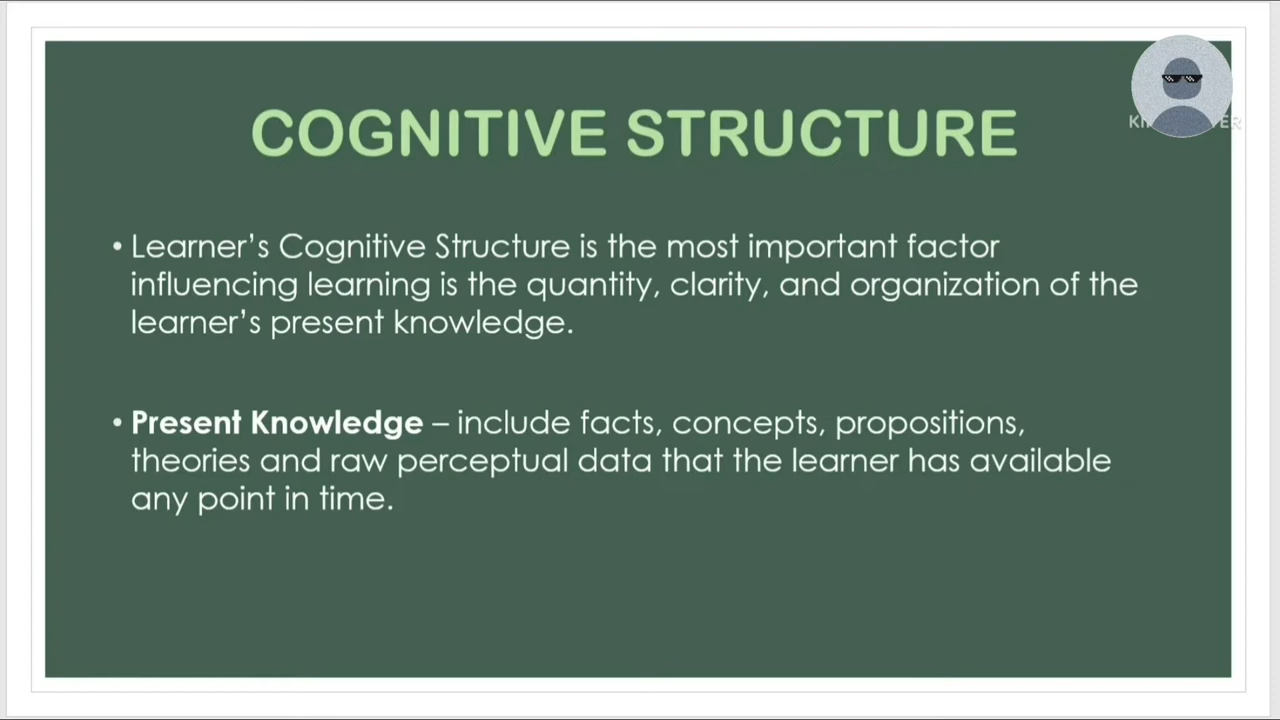 COGNITIVE STRUCTURE
• Learner’s Cognitive Structure is the most important factor
influencing learning is the quantity, clarity, and organization of the
learner’s present knowledge.
• Present Knowledge – include facts, concepts, propositions,
theories and raw perceptual data that the learner has available
any point in time.